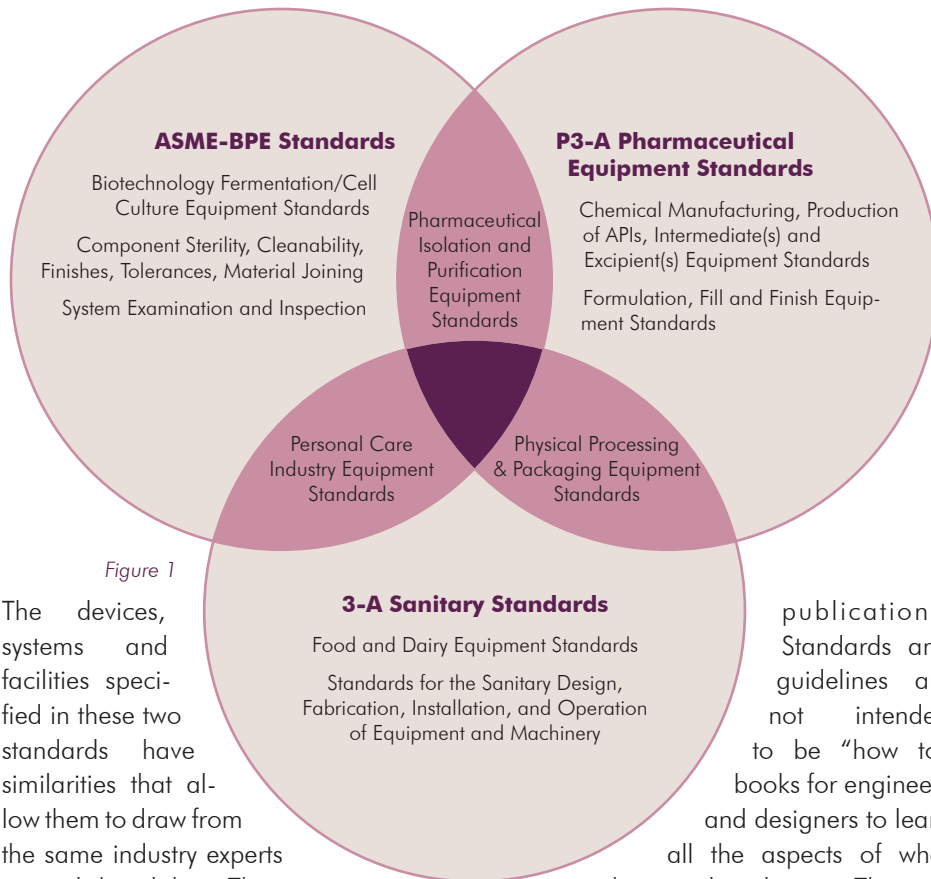 ASME-BPE Standards
Biotechnology Fermentation/Cell
Culture Equipment Standards
Component Sterility, Cleanability,
Finishes, Tolerances, Material Joining
System Examination and Inspection
P3-A Pharmaceutical
Equipment Standards
Chemical Manufacturing, Production
of APIs, Intermediate(s) and
Excipient(s) Equipment Standards
Formulation, Fill and Finish Equip-
ment Standards
Pharmaceutical
Isolation and
Purification
Equipment
Standards
Personal Care
Industry Equipment
Standards
Physical Processing
& Packaging Equipment
Standards
3-A Sanitary Standards
Food and Dairy Equipment Standards
Standards for the Sanitary Design,
Fabrication, Installation, and Operation
of Equipment and Machinery
Figure 1
The devices,
systems and
facilities speci-
fied in these two
standards have
similarities that al-
low them to draw from
the same industry experts
publication
Standards an
guidelines a
not intende
to be “how to
books for enginee
and designers to lear
all the aspects of wh